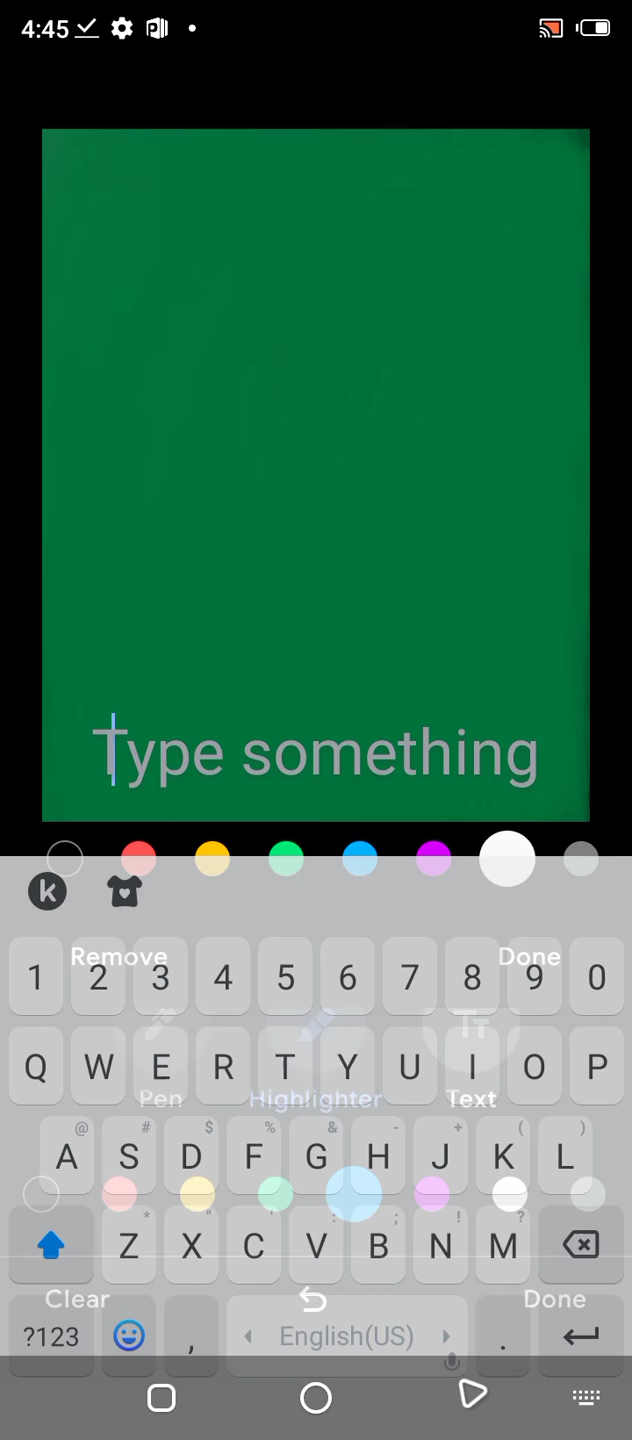 4:45
Type something
Remove Done
1 2 3 4 5 6 7 8 9 0
Q W E R T Y U I O P
Pen Highlighter Text
@ # $ % & - + ( )
A S D F G H J K L
* " ' : ; ! ?
Z X C V B N M
Clear Done
?123 , English(US) .